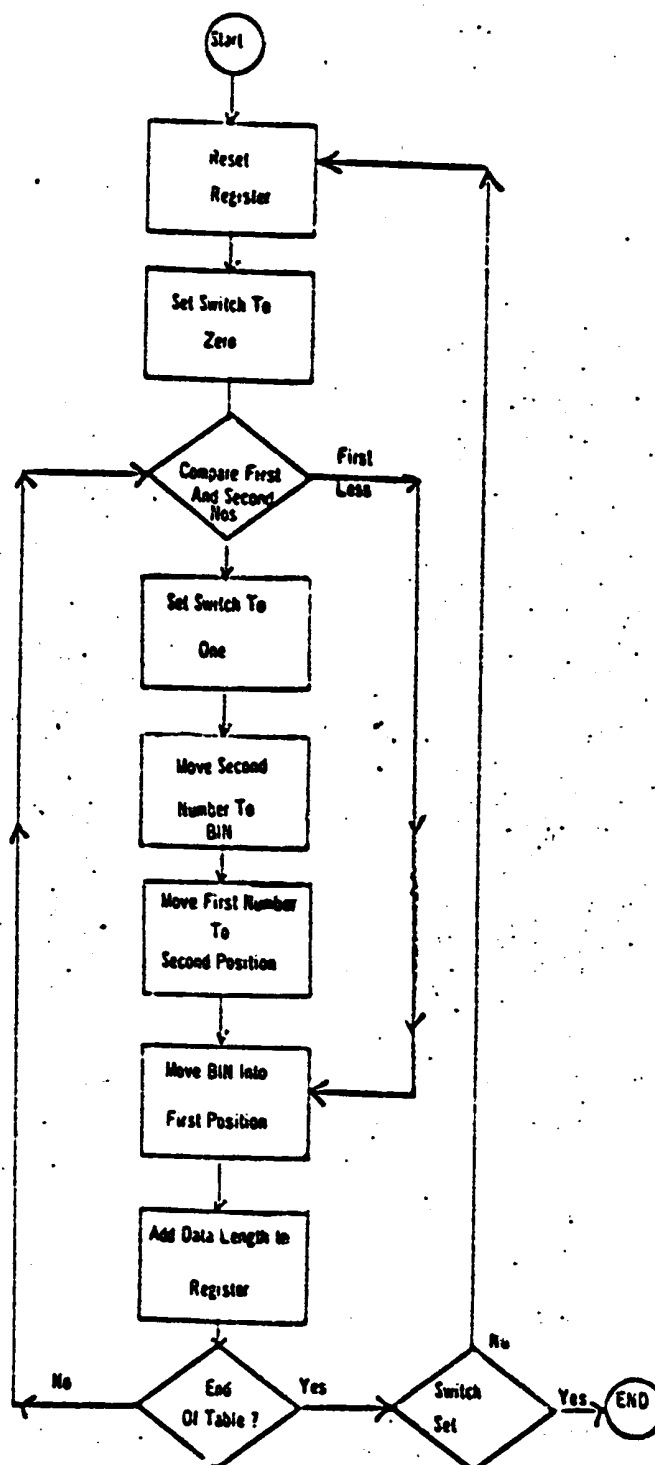 Start
Reset
Register
Set Switch To
Zero
Compare First
And Second
Nos
First
Less
Set Switch To
One
Move Second
Number To
BIN
Move First Number
To
Second Position
Move BIN Into
First Position
Add Data Length to
Register
No
End
Of Table ?
Yes
Switch
Set
No
Yes
END